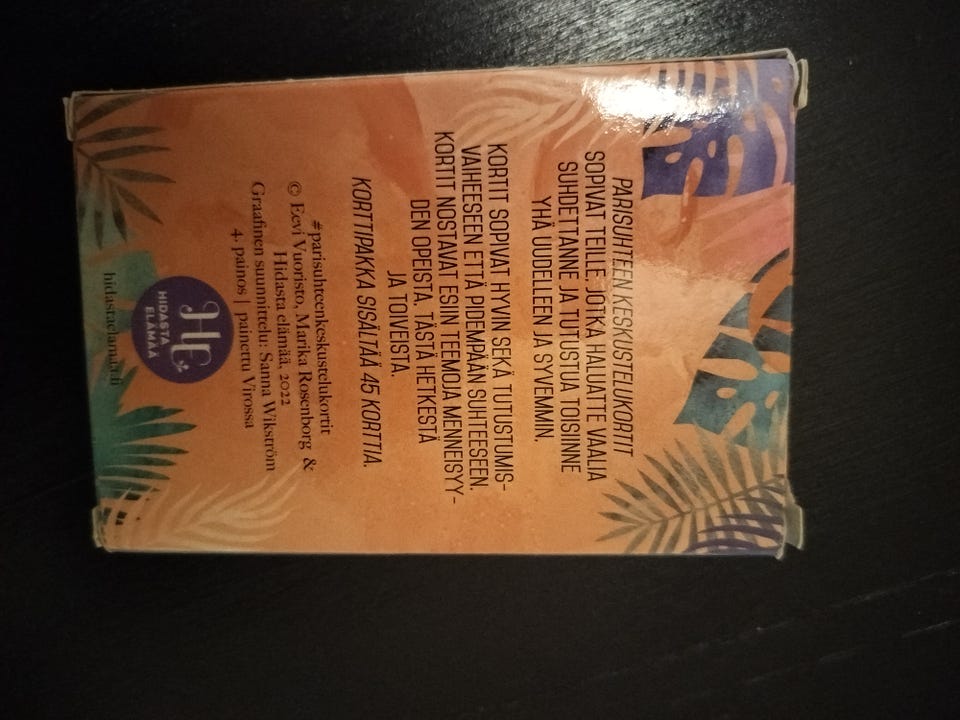 PARISUHTEEN KESKUSTELUKORTIT
SOPIVAT TEILLE, JOTKA HALUATTE VAALIA
SUHDETTANNE JA TUTUSTUA TOISIINNE
YHÄ UUDELLEEN JA SYVEMMIN.
KORTIT SOPIVAT HYVIN SEKÄ TUTUSTUMIS-
VAIHEESEEN ETTÄ PIDEMPÄÄN SUHTEESEEN.
KORTIT NOSTAVAT ESIIN TEEMOJA MENNEISYY-
DEN OPEISTA, TÄSTÄ HETKESTÄ
JA TOIVEISTA.
KORTTIPAKKA SISÄLTÄÄ 45 KORTTIA.
#parisuhteenkeskustelukortit
© Eevi Vuoristo, Marika Rosenborg &
Hidasta elämää, 2022
Graafinen suunnittelu: Sanna Wikström
4. painos | painettu Virossa
HE
HIDASTA
ELÄMÄÄ
hidastaelamaa.fi